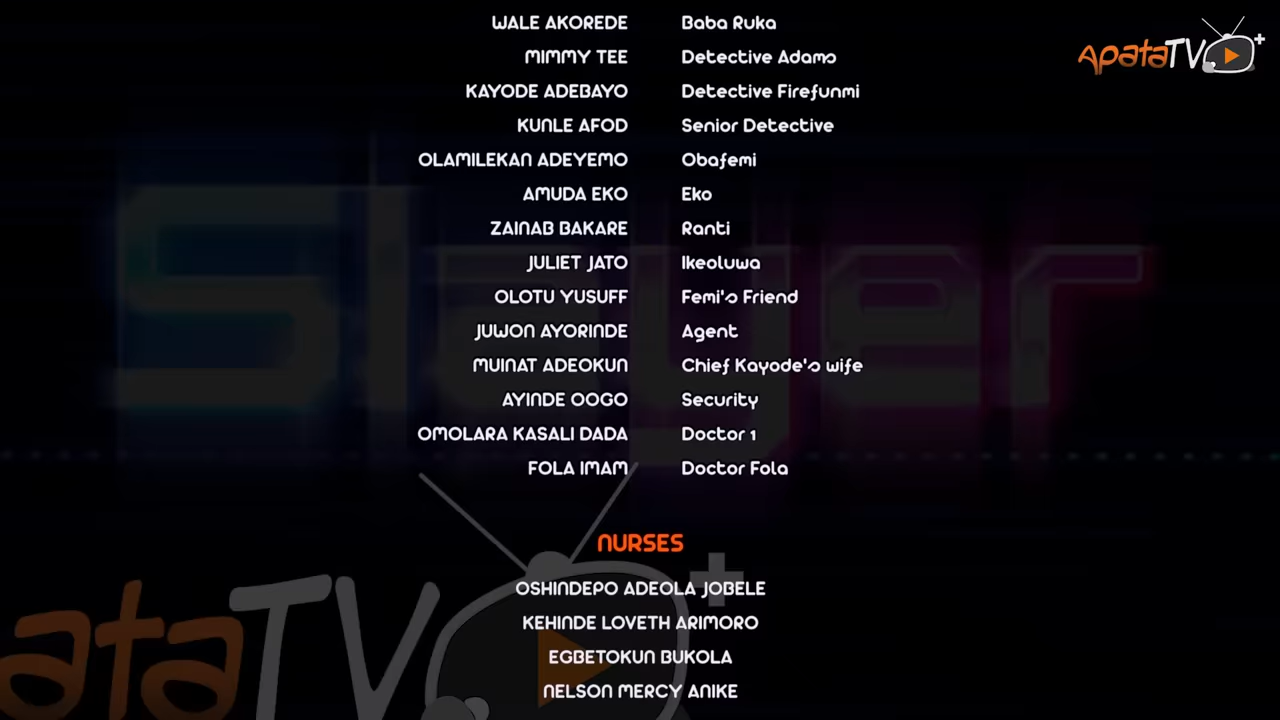 WALE AKOREDE Baba Ruka
MIMMY TEE Detective Adams
KAYODE ADEBAYO Detective Firefunmi
KUNLE AFOD Senior Detective
OLAMILEKAN ADEYEMO Obafemi
AMUDA EKO Eko
ZAINAB BAKARE Ranti
JULIET JATO Ikeoluwa
OLOTU YUSUFF Femi's Friend
JUWON AYORINDE Agent
MUINAT ADEOKUN Chief Kayode's wife
AYINDE OOGO Security
OMOLARA KASALI DADA Doctor 1
FOLA IMAM Doctor Fola
NURSES
OSHINDEPO ADEOLA JOBELE
KEHINDE LOVETH ARIMORO
EGBETOKUN BUKOLA
NELSON MERCY ANIKE
ApataTV+
Slayer
ataTV+